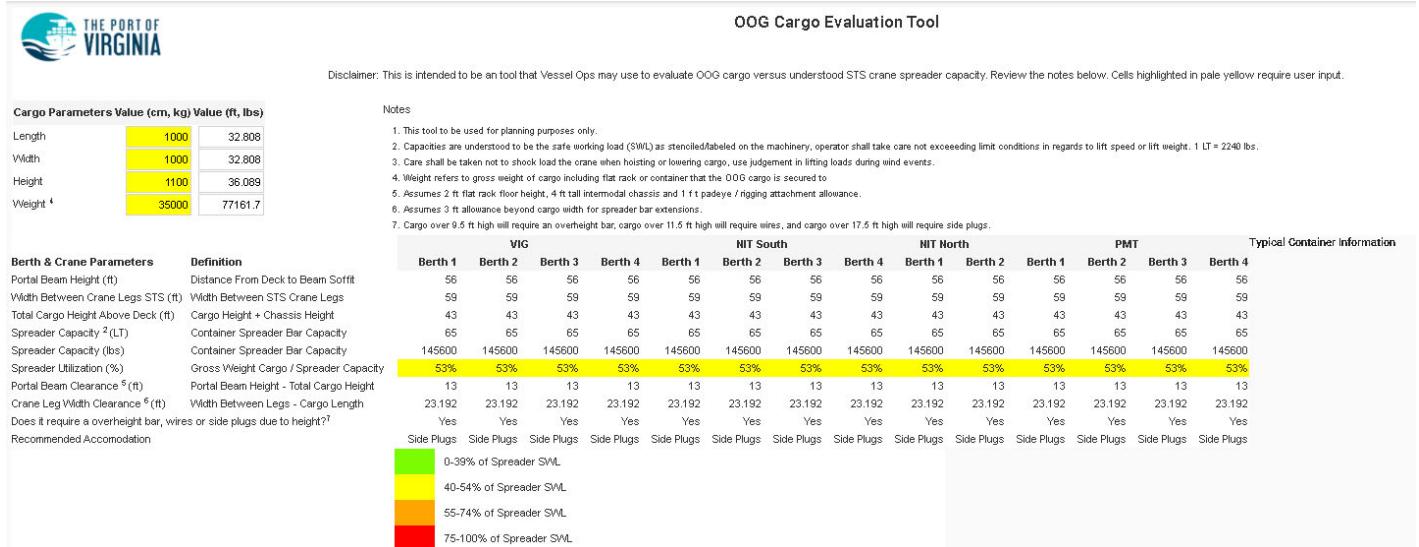 THE PORT OF
VIRGINIA
OOG Cargo Evaluation Tool
Disclaimer: This is intended to be an tool that Vessel Ops may use to evaluate OOG cargo versus understood STS crane spreader capacity. Review the notes below. Cells highlighted in pale yellow require user input.
Cargo Parameters Value (cm, kg) Value (ft, lbs)
Length 1000 32.808
Width 1000 32.808
Height 1100 36.089
Weight 4 35000 77161.7
Notes
1. This tool to be used for planning purposes only.
2. Capacities are understood to be the safe working load (SWL) as stenciled/labeled on the machinery, operator shall take care not exceeeding limit conditions in regards to lift speed or lift weight. 1 LT = 2240 lbs.
3. Care shall be taken not to shock load the crane when hoisting or lowering cargo, use judgement in lifting loads during wind events.
4. Weight refers to gross weight of cargo including flat rack or container that the OOG cargo is secured to
5. Assumes 2 ft flat rack floor height, 4 ft tall intermodal chassis and 1 ft padeye / rigging attachment allowance.
6. Assumes 3 ft allowance beyond cargo width for spreader bar extensions.
7. Cargo over 9.5 ft high will require an overheight bar, cargo over 11.5 ft high will require wires, and cargo over 17.5 ft high will require side plugs.
VIG NIT South NIT North PMT Typical Container Information
Berth & Crane Parameters Definition Berth 1 Berth 2 Berth 3 Berth 4 Berth 1 Berth 2 Berth 3 Berth 4 Berth 1 Berth 2 Berth 1 Berth 2 Berth 3 Berth 4
Portal Beam Height (ft) Distance From Deck to Beam Soffit 56 56 56 56 56 56 56 56 56 56 56 56 56 56
Width Between Crane Legs STS (ft) Width Between STS Crane Legs 59 59 59 59 59 59 59 59 59 59 59 59 59 59
Total Cargo Height Above Deck (ft) Cargo Height + Chassis Height 43 43 43 43 43 43 43 43 43 43 43 43 43 43
Spreader Capacity 2 (LT) Container Spreader Bar Capacity 65 65 65 65 65 65 65 65 65 65 65 65 65 65
Spreader Capacity (lbs) Container Spreader Bar Capacity 145600 145600 145600 145600 145600 145600 145600 145600 145600 145600 145600 145600 145600 145600
Spreader Utilization (%) Gross Weight Cargo / Spreader Capacity 53% 53% 53% 53% 53% 53% 53% 53% 53% 53% 53% 53% 53% 53%
Portal Beam Clearance 5 (ft) Portal Beam Height - Total Cargo Height 13 13 13 13 13 13 13 13 13 13 13 13 13 13
Crane Leg Width Clearance 6 (ft) Width Between Legs - Cargo Length 23.192 23.192 23.192 23.192 23.192 23.192 23.192 23.192 23.192 23.192 23.192 23.192 23.192 23.192
Does it require a overheight bar, wires or side plugs due to height?7 Yes Yes Yes Yes Yes Yes Yes Yes Yes Yes Yes Yes Yes Yes
Recommended Accomodation Side Plugs Side Plugs Side Plugs Side Plugs Side Plugs Side Plugs Side Plugs Side Plugs Side Plugs Side Plugs Side Plugs Side Plugs Side Plugs Side Plugs
0-39% of Spreader SWL
40-54% of Spreader SWL
55-74% of Spreader SWL
75-100% of Spreader SWL